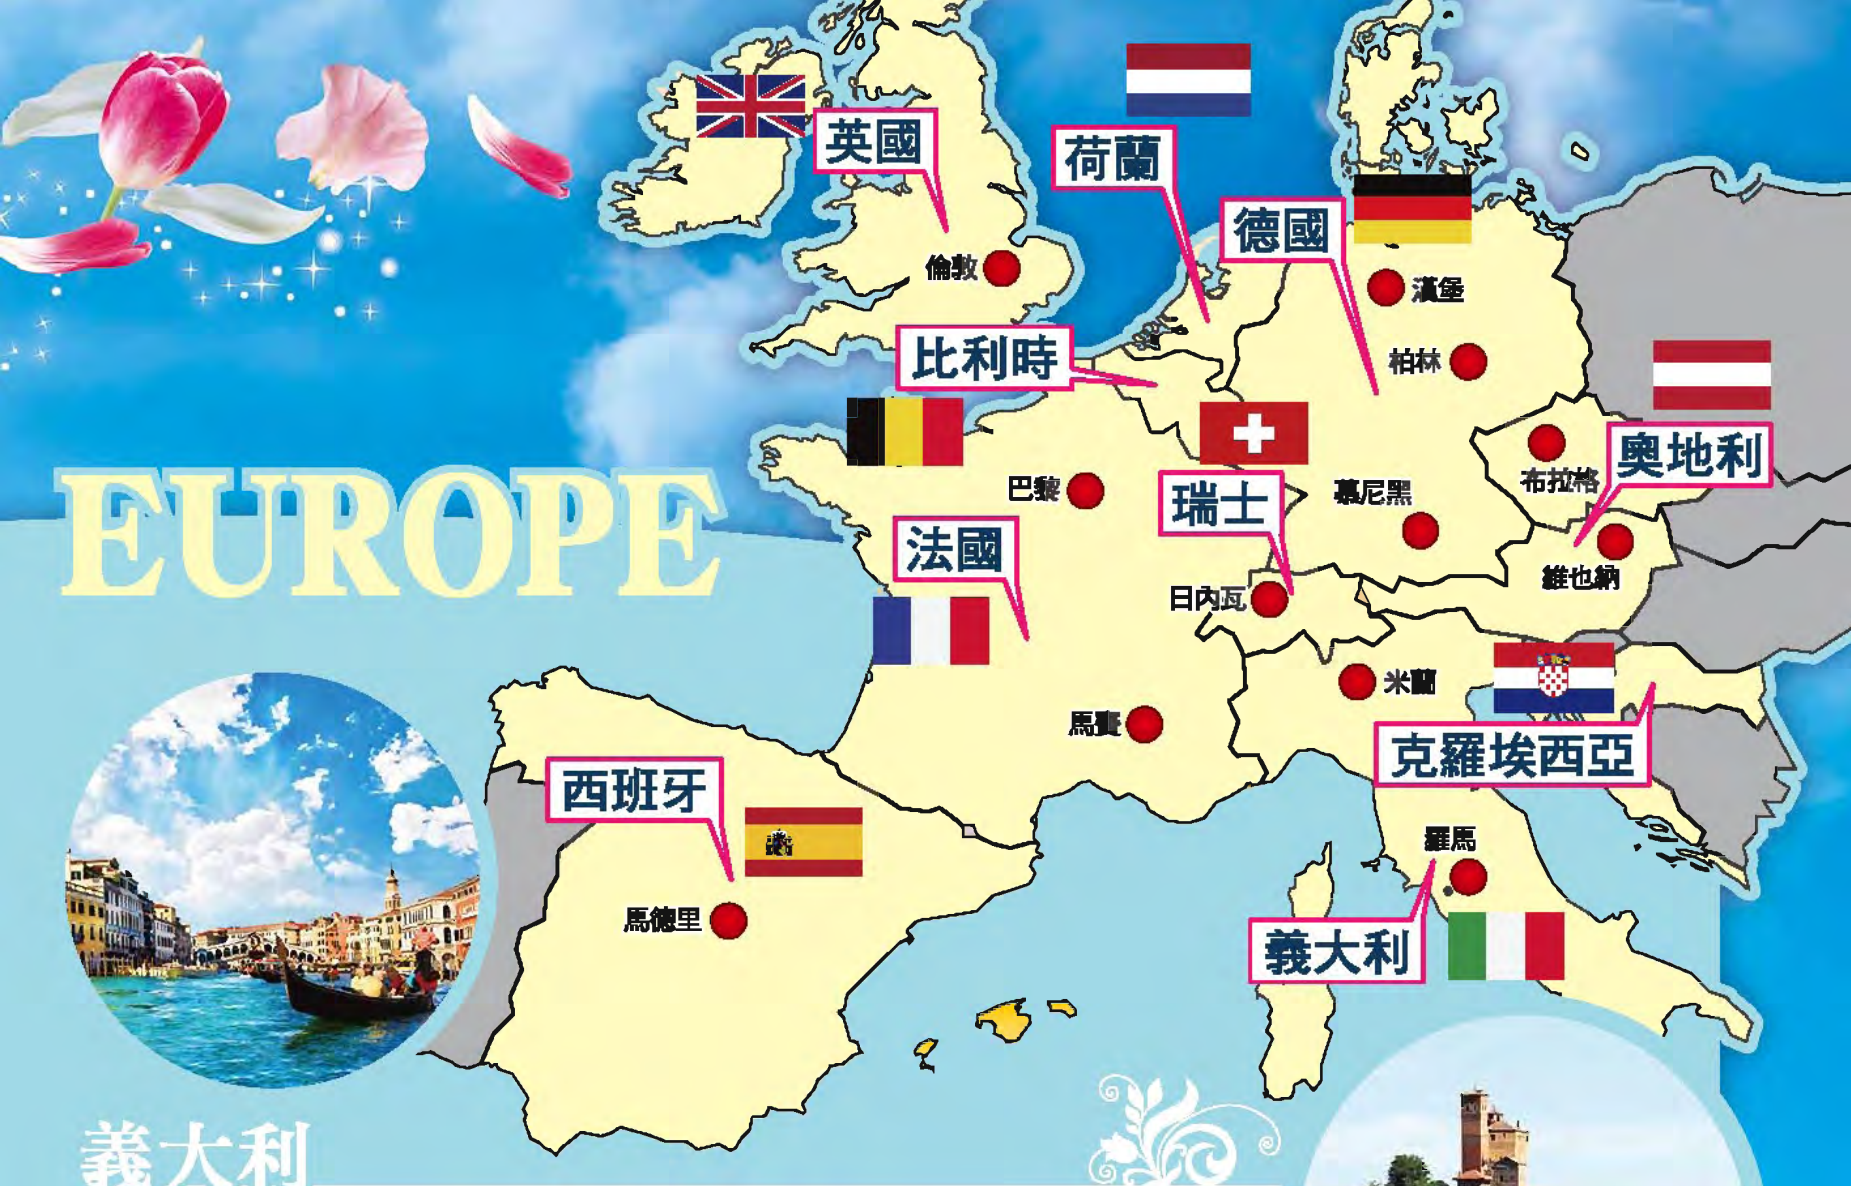 英國
荷蘭
德國
倫敦
漢堡
比利時
柏林
奧地利
布拉格
EUROPE
巴黎
瑞士
慕尼黑
法國
維也納
日內瓦
米蘭
馬賽
克羅埃西亞
西班牙
羅馬
馬德里
義大利
義大利